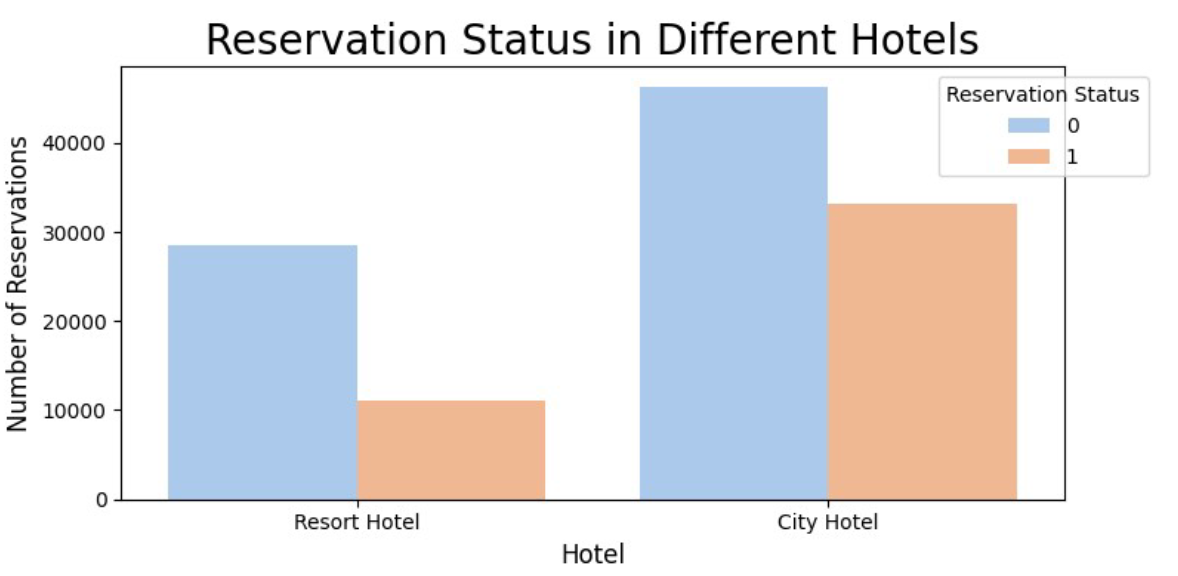 Reservation Status in Different Hotels
Reservation Status
0
1
Number of Reservations
40000
30000
20000
10000
0
Resort Hotel
City Hotel
Hotel